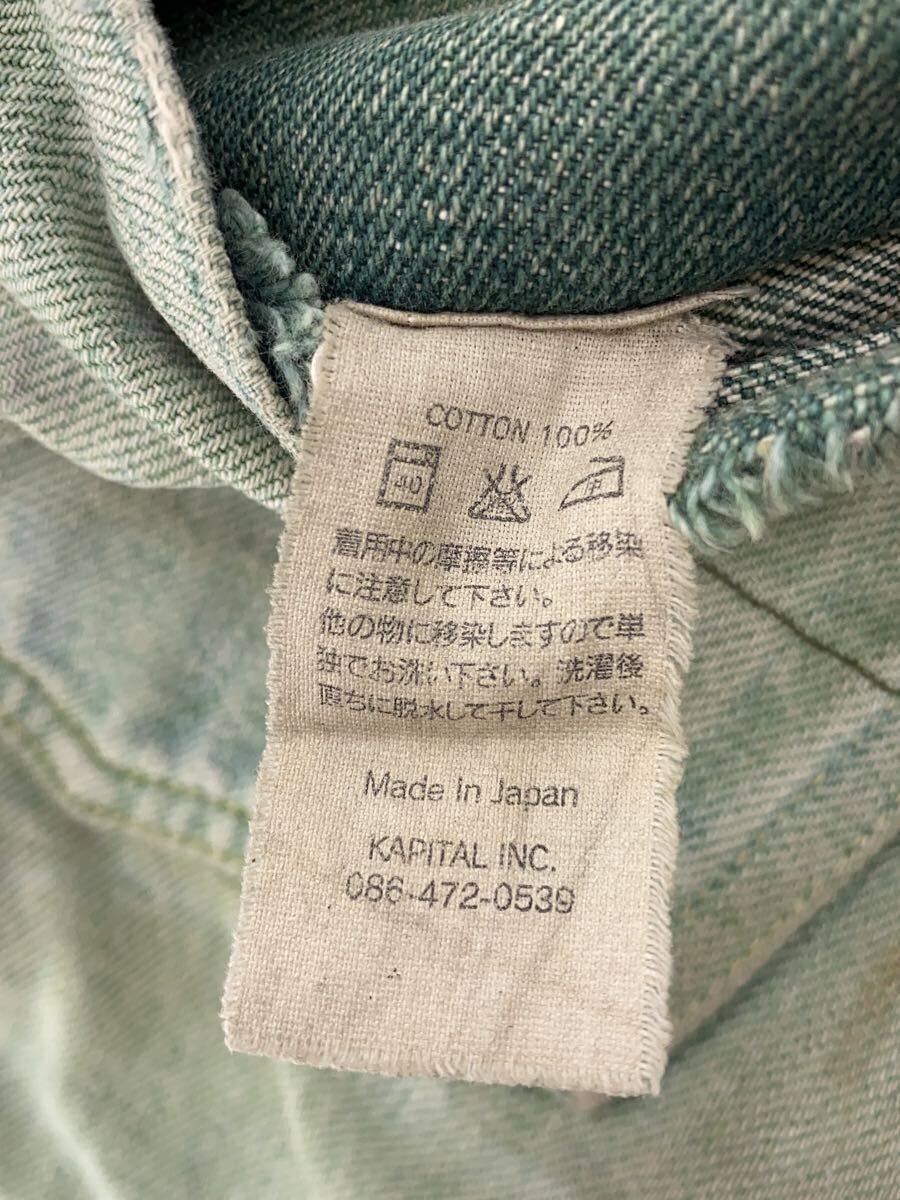 COTTON 100%
40
着用中の摩擦等による移染
に注意して下さい。
他の物に移染しますので単
独でお洗い下さい。洗濯後
直ちに脱水して干して下さい。
Made In Japan
KAPITAL INC.
086-472-0539